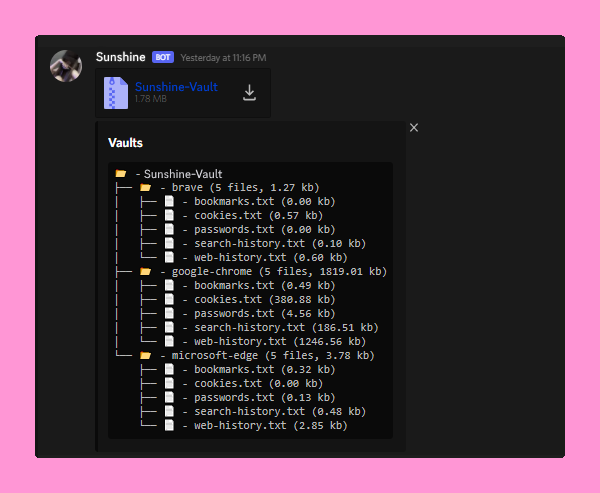 Sunshine BOT Yesterday at 11:16 PM
Sunshine-Vault
1.78 MB
Vaults
- Sunshine-Vault
- brave (5 files, 1.27 kb)
- bookmarks.txt (0.00 kb)
- cookies.txt (0.57 kb)
- passwords.txt (0.00 kb)
- search-history.txt (0.10 kb)
- web-history.txt (0.60 kb)
- google-chrome (5 files, 1819.01 kb)
- bookmarks.txt (0.49 kb)
- cookies.txt (380.88 kb)
- passwords.txt (4.56 kb)
- search-history.txt (186.51 kb)
- web-history.txt (1246.56 kb)
- microsoft-edge (5 files, 3.78 kb)
- bookmarks.txt (0.32 kb)
- cookies.txt (0.00 kb)
- passwords.txt (0.13 kb)
- search-history.txt (0.48 kb)
- web-history.txt (2.85 kb)